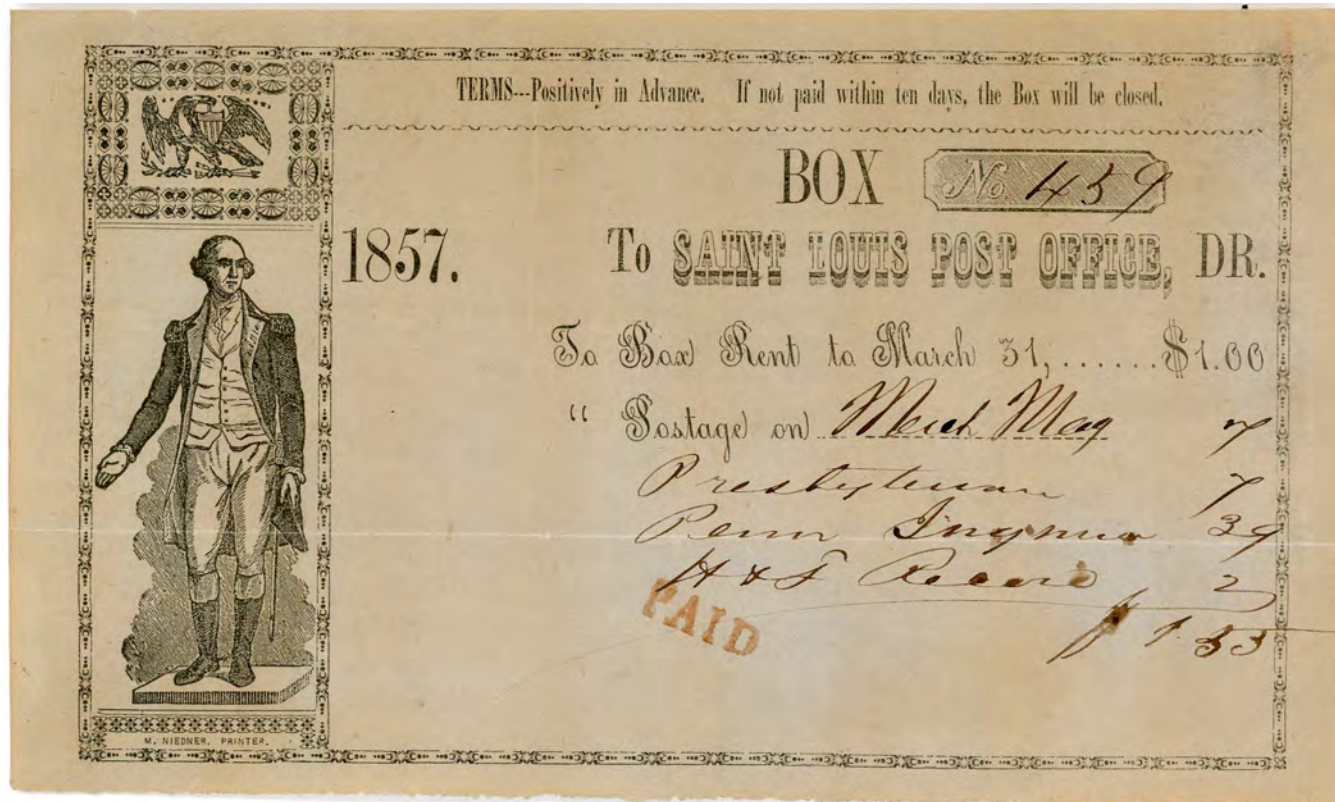 TERMS---Positively in Advance. If not paid within ten days, the Box will be closed.
BOX No. 459
1857. To SAINT LOUIS POST OFFICE, DR.
To Box Rent to March 31,......$1.00
" Postage on Merch Mag 7
Presbyterian 7
Penn 39
Record 2
PAID
$1.55
M. NIEDNER, PRINTER.